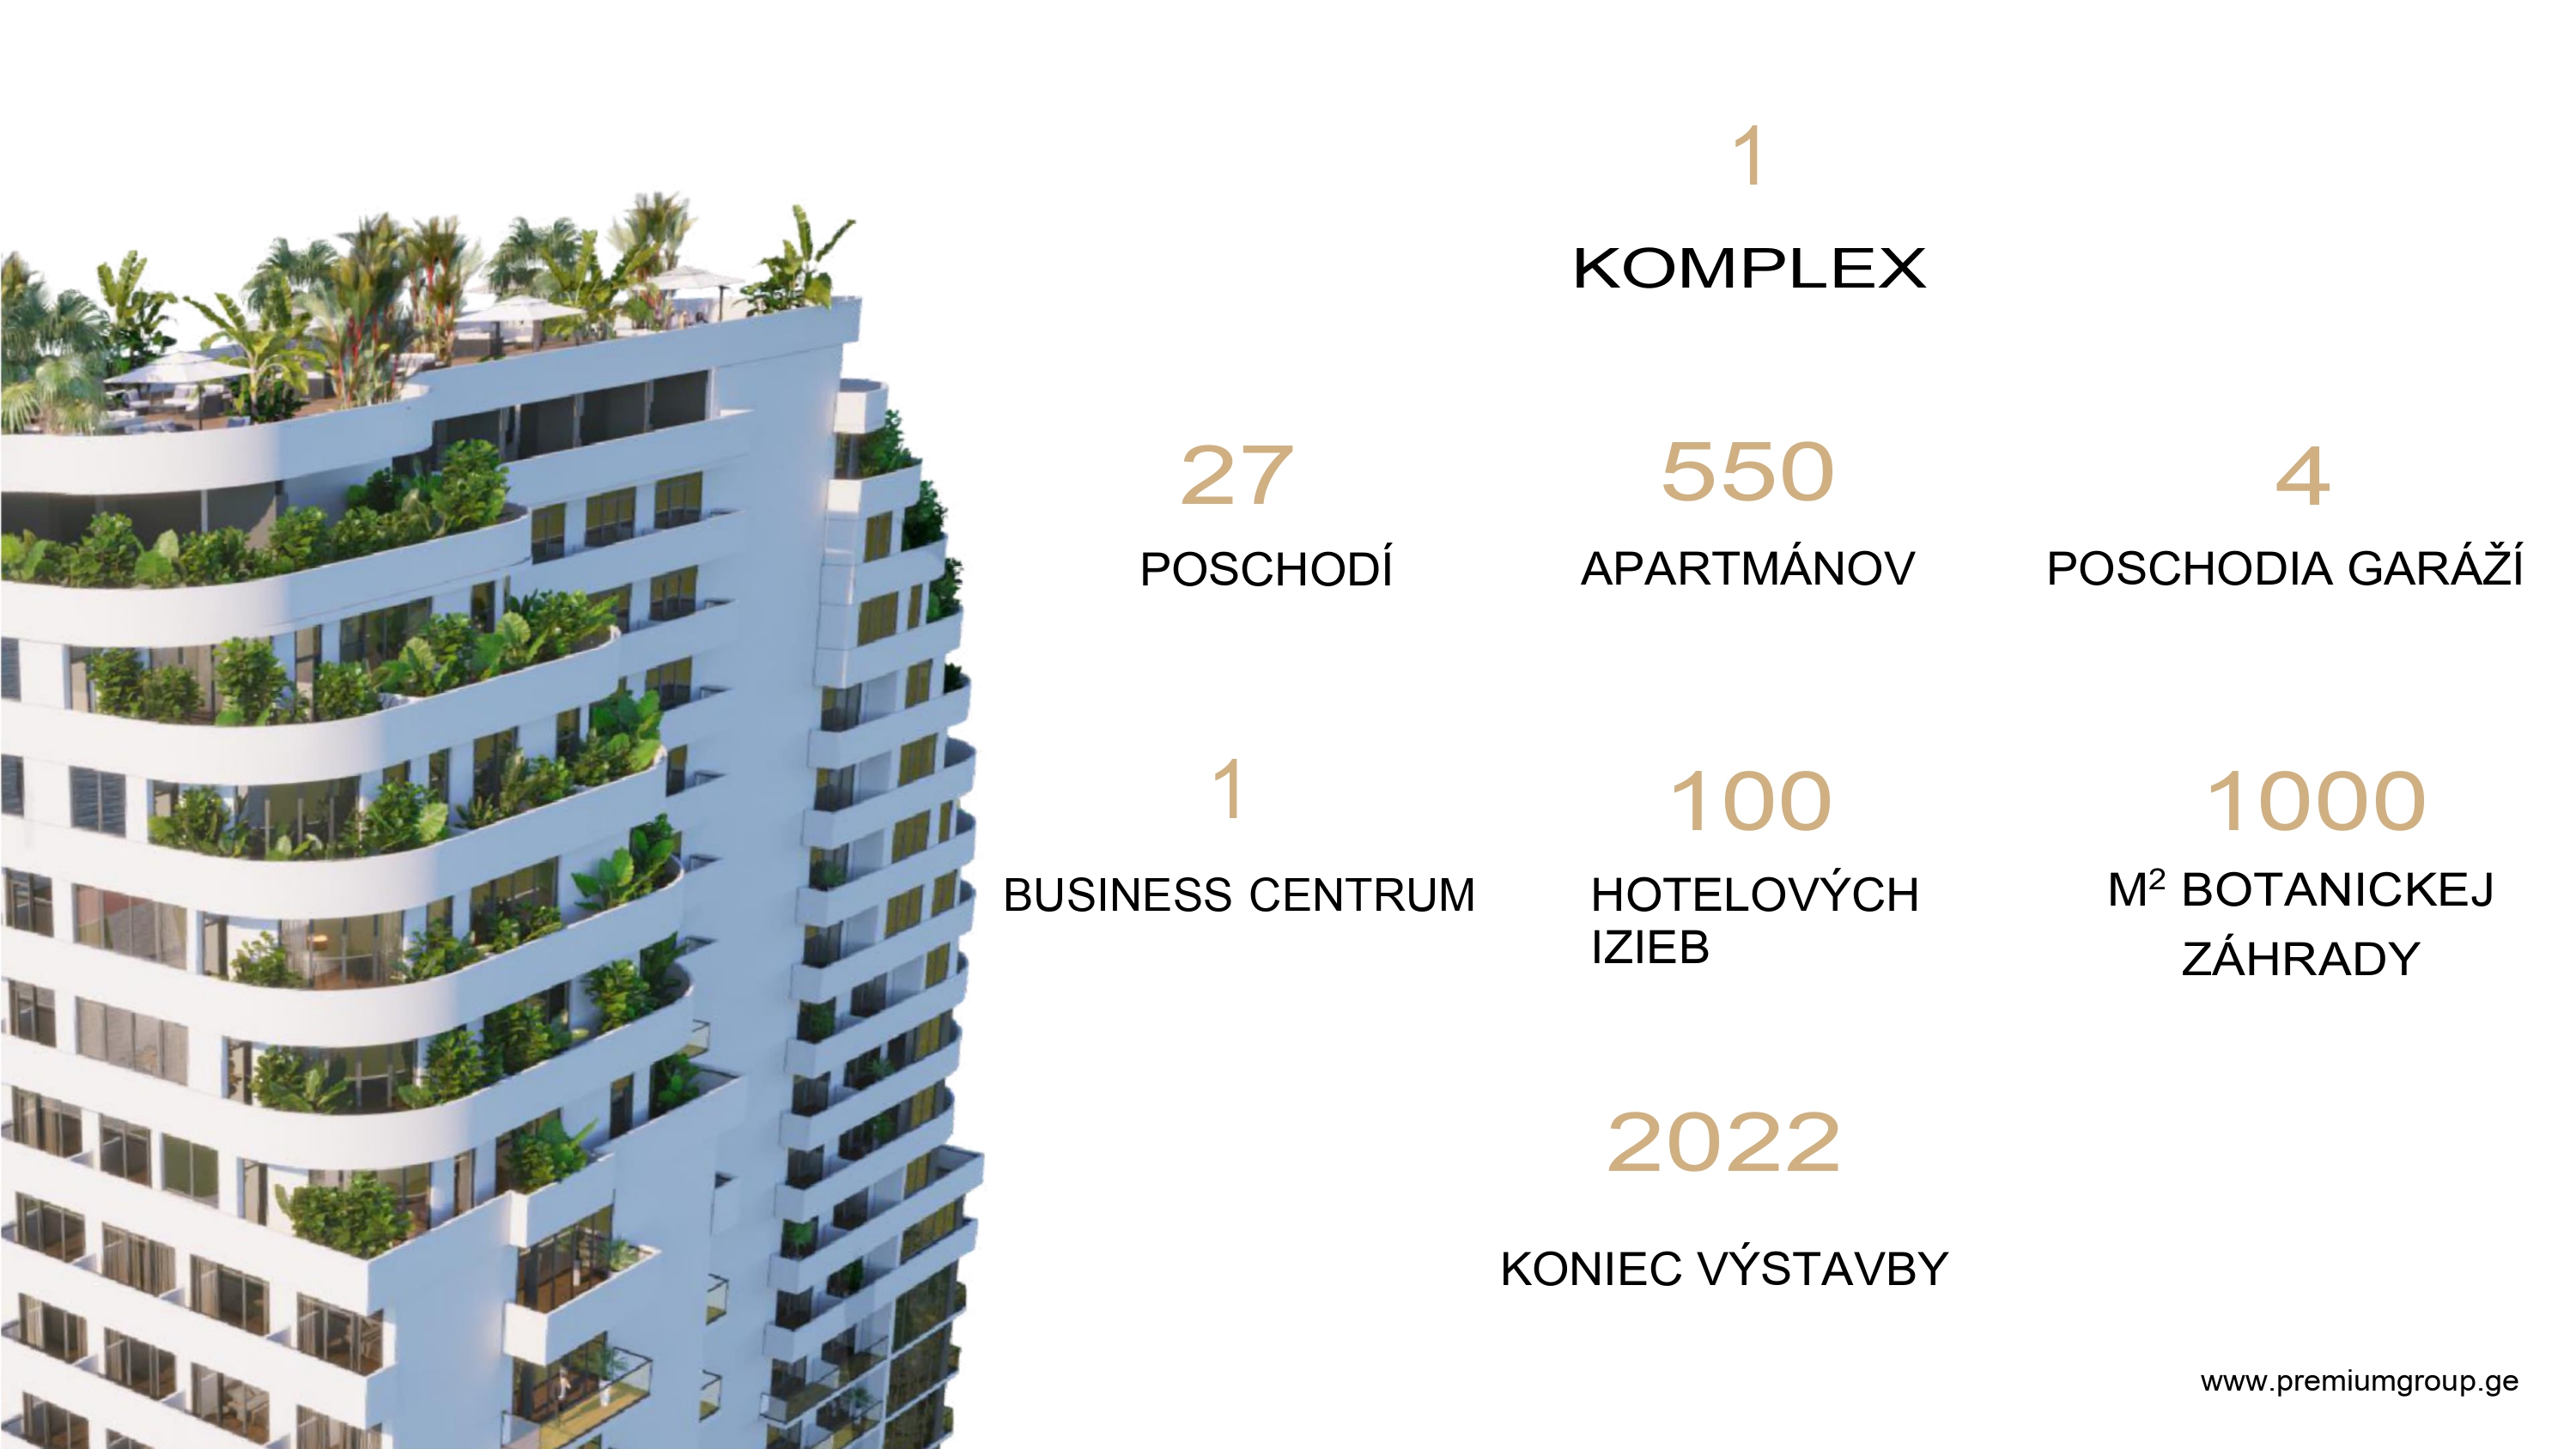 1
KOMPLEX
27
POSCHODÍ
550
APARTMÁNOV
4
POSCHODIA GARÁŽÍ
1
BUSINESS CENTRUM
100
HOTELOVÝCH
IZIEB
1000
M² BOTANICKEJ
ZÁHRADY
2022
KONIEC VÝSTAVBY
www.premiumgroup.ge